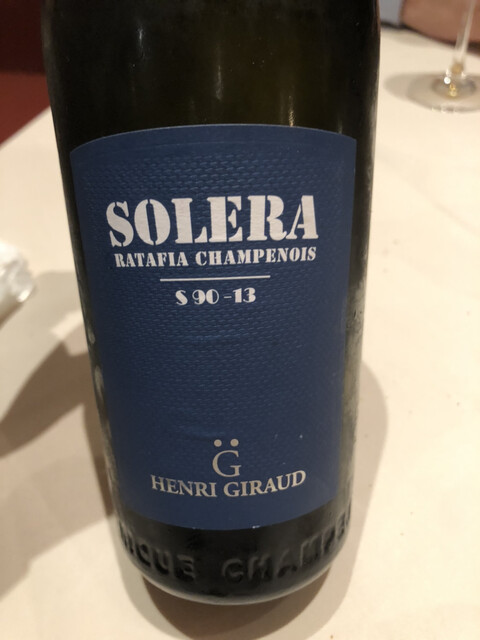 SOLERA
RATAFIA CHAMPENOIS
S 90 -13
G̈
HENRI GIRAUD